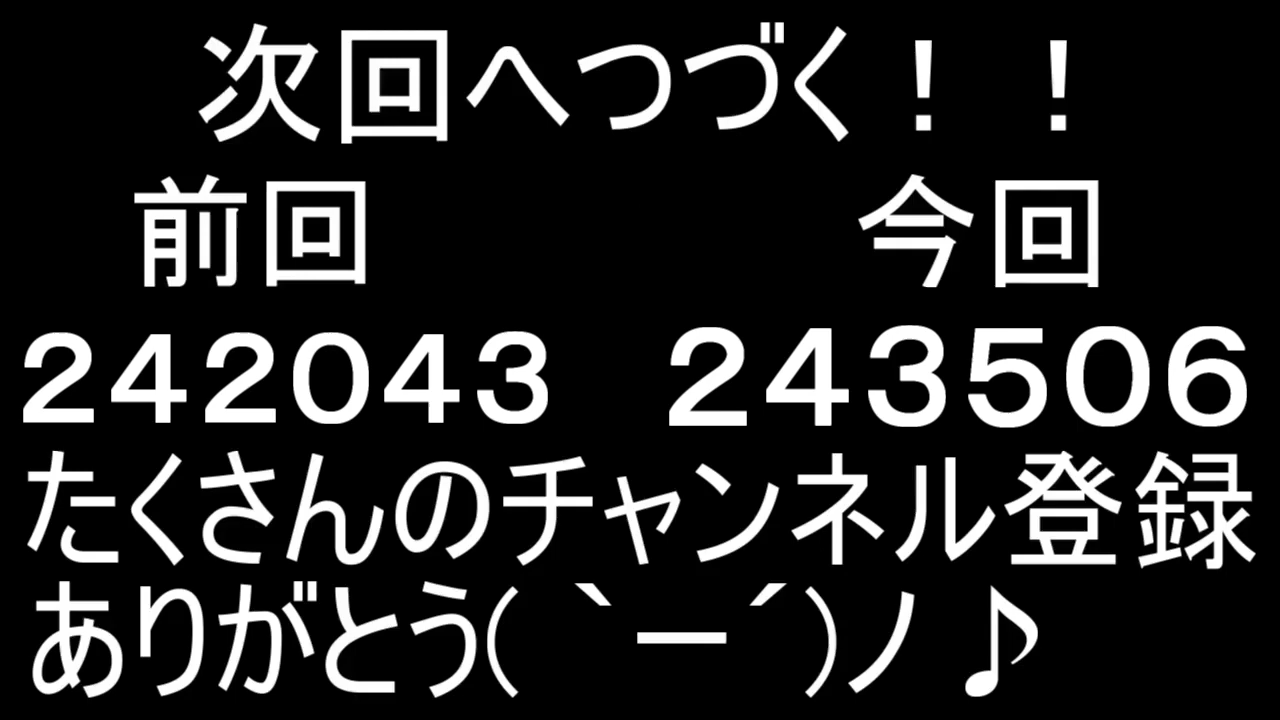 次回へつづく！！
前回 今回
２４２０４３ ２４３５０６
たくさんのチャンネル登録
ありがとう( ｀ー´)ノ♪